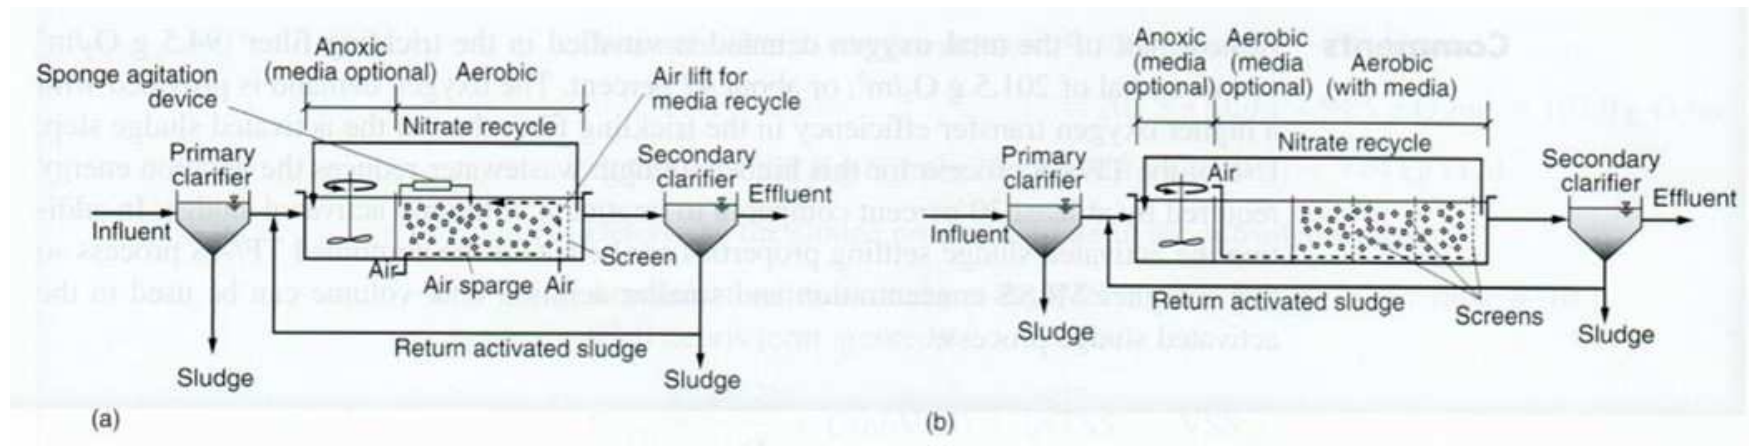 Anoxic
(media optional)
Aerobic
Sponge agitation
device
Air lift for
media recycle
Nitrate recycle
Primary
clarifier
Secondary
clarifier
Effluent
Influent
Air
Air sparge
Air
Screen
Return activated sludge
Sludge
Sludge
(a)
Anoxic
(media
optional)
Aerobic
(media
optional)
Aerobic
(with media)
Nitrate recycle
Primary
clarifier
Air
Secondary
clarifier
Effluent
Influent
Return activated sludge
Screens
Sludge
Sludge
(b)